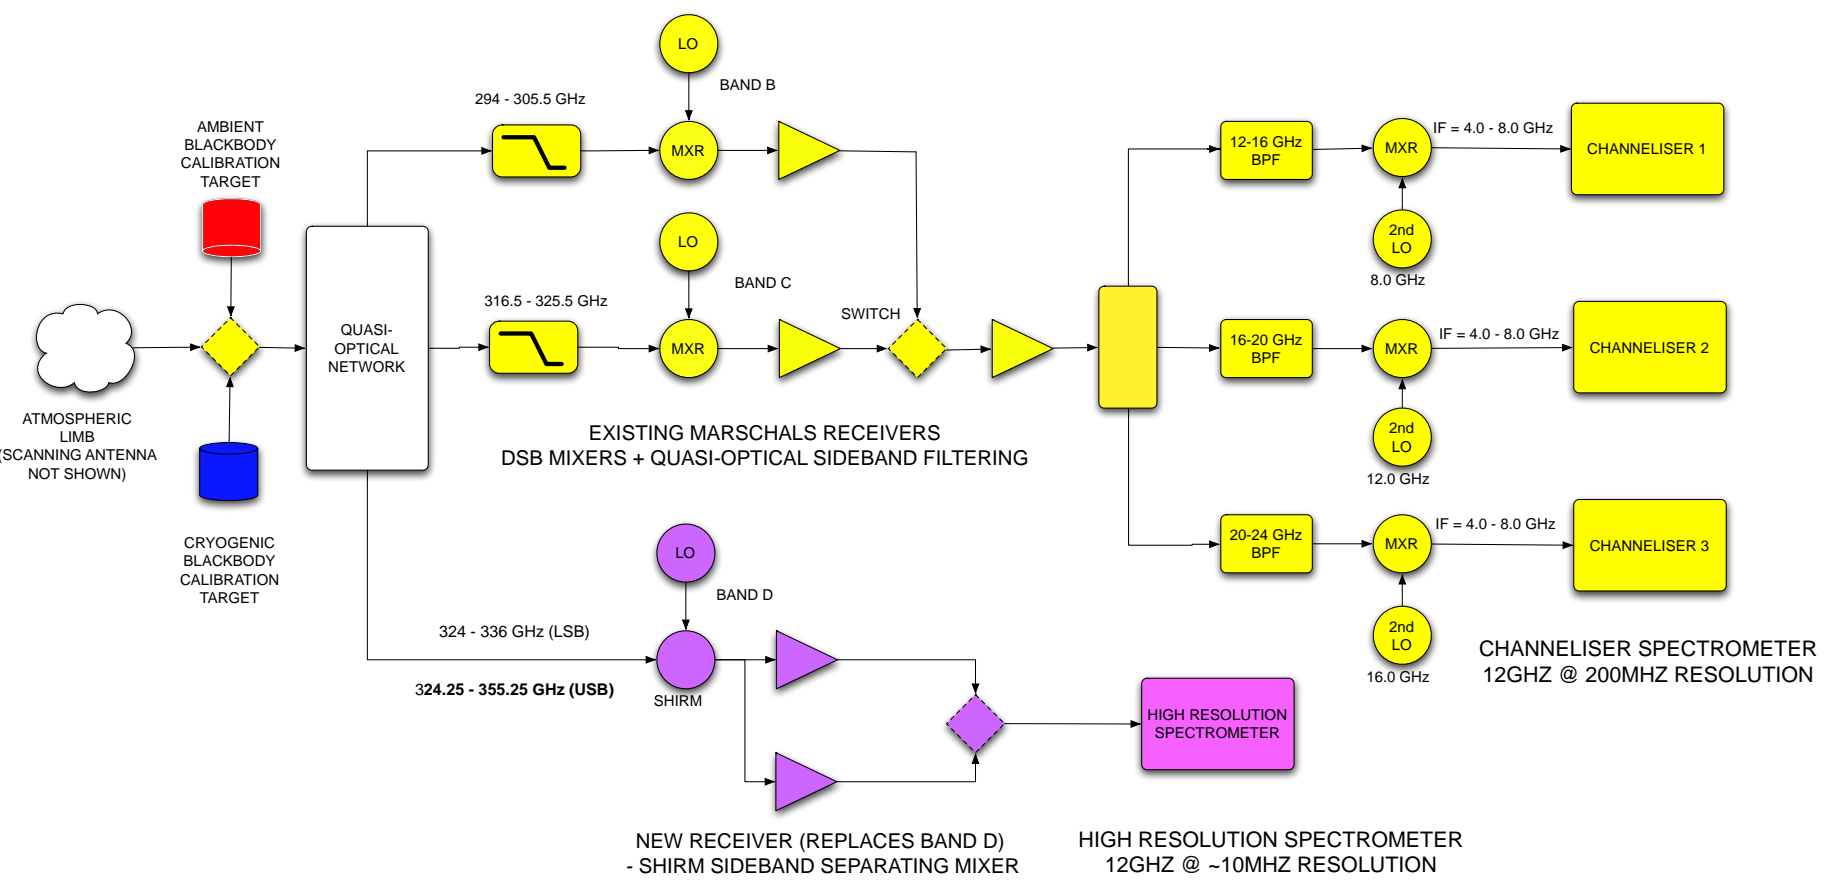 LO
BAND B
294 - 305.5 GHz
MXR
AMBIENT
BLACKBODY
CALIBRATION
TARGET
12-16 GHz
BPF
MXR
IF = 4.0 - 8.0 GHz
CHANNELISER 1
2nd
LO
8.0 GHz
LO
BAND C
316.5 - 325.5 GHz
MXR
SWITCH
QUASI-
OPTICAL
NETWORK
16-20 GHz
BPF
MXR
IF = 4.0 - 8.0 GHz
CHANNELISER 2
2nd
LO
12.0 GHz
ATMOSPHERIC
LIMB
(SCANNING ANTENNA
NOT SHOWN)
EXISTING MARSCHALS RECEIVERS
DSB MIXERS + QUASI-OPTICAL SIDEBAND FILTERING
CRYOGENIC
BLACKBODY
CALIBRATION
TARGET
20-24 GHz
BPF
MXR
IF = 4.0 - 8.0 GHz
CHANNELISER 3
2nd
LO
16.0 GHz
CHANNELISER SPECTROMETER
12GHZ @ 200MHZ RESOLUTION
LO
BAND D
324 - 336 GHz (LSB)
324.25 - 355.25 GHz (USB)
SHIRM
HIGH RESOLUTION
SPECTROMETER
NEW RECEIVER (REPLACES BAND D)
- SHIRM SIDEBAND SEPARATING MIXER
HIGH RESOLUTION SPECTROMETER
12GHZ @ ~10MHZ RESOLUTION